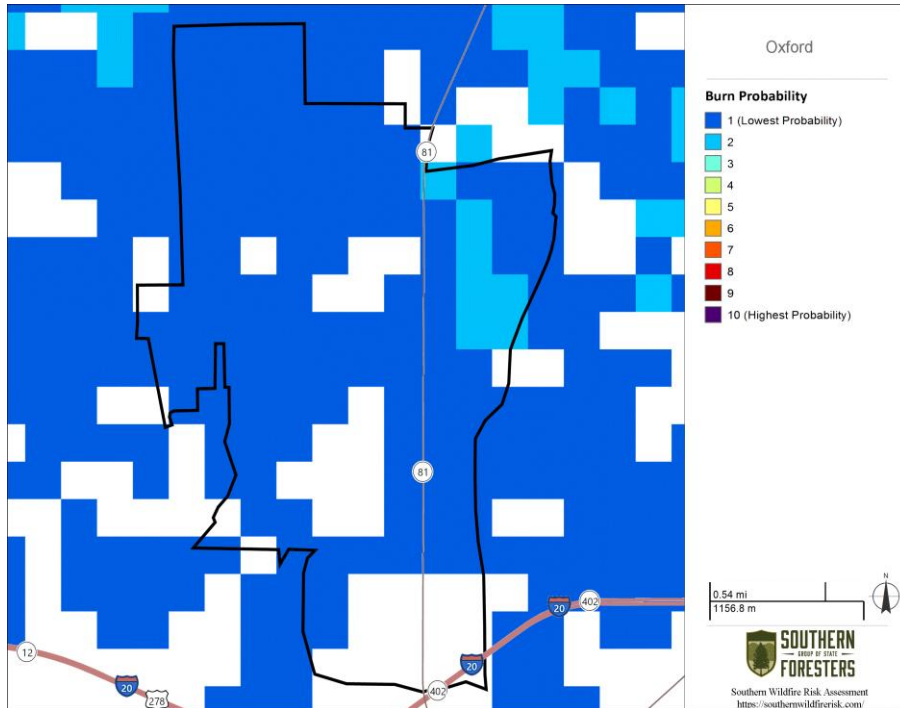 81
81
20
402
20
402
12
20
278
Oxford
Burn Probability
1 (Lowest Probability)
2
3
4
5
6
7
8
9
10 (Highest Probability)
0.54 mi
1156.8 m
N
SOUTHERN
GROUP OF STATE
FORESTERS
Southern Wildfire Risk Assessment
https://southernwildfirerisk.com/